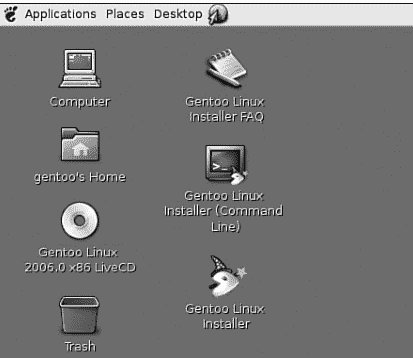 Applications Places Desktop
Computer
gentoo's Home
Gentoo Linux
2006.0 x86 LiveCD
Trash
Gentoo Linux
Installer FAQ
Gentoo Linux
Installer (Command
Line)
Gentoo Linux
Installer